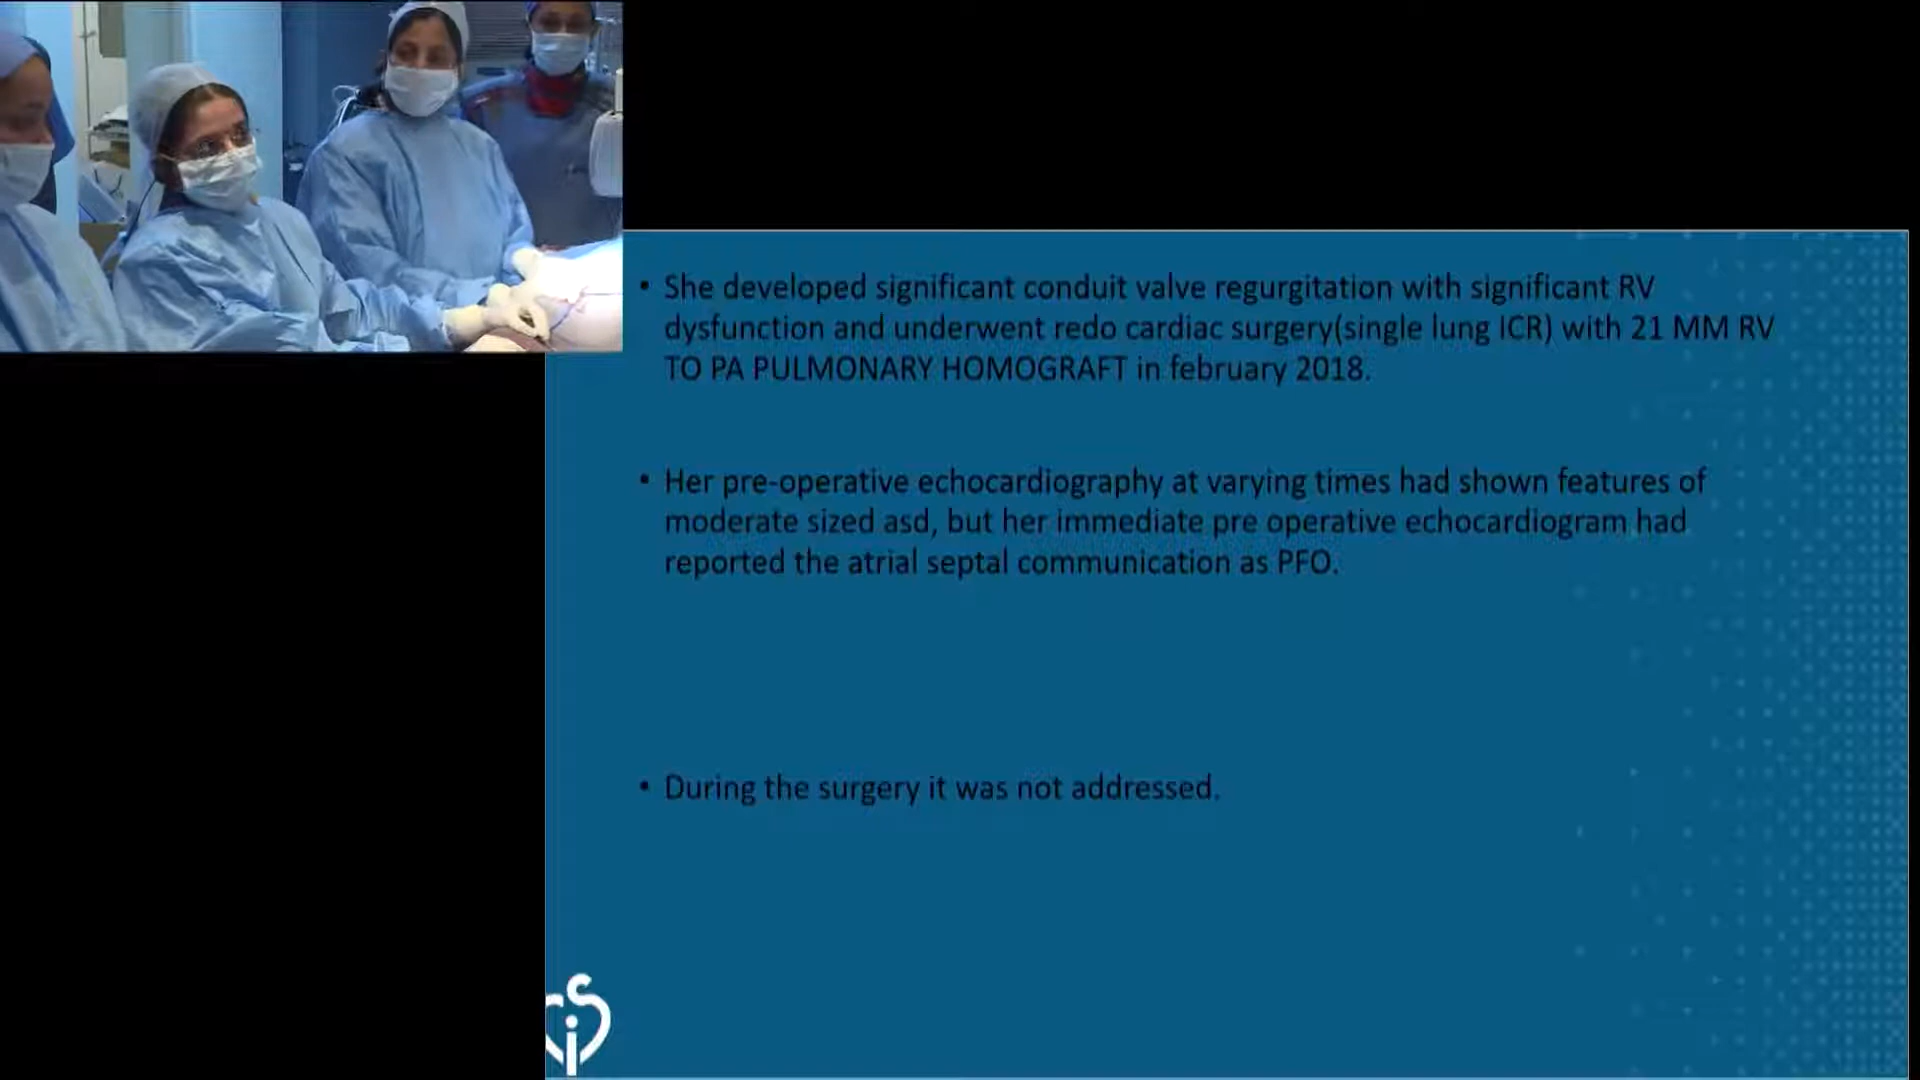 • She developed significant conduit valve regurgitation with significant RV
dysfunction and underwent redo cardiac surgery(single lung ICR) with 21 MM RV
TO PA PULMONARY HOMOGRAFT in february 2018.
• Her pre-operative echocardiography at varying times had shown features of
moderate sized asd, but her immediate pre operative echocardiogram had
reported the atrial septal communication as PFO.
• During the surgery it was not addressed.